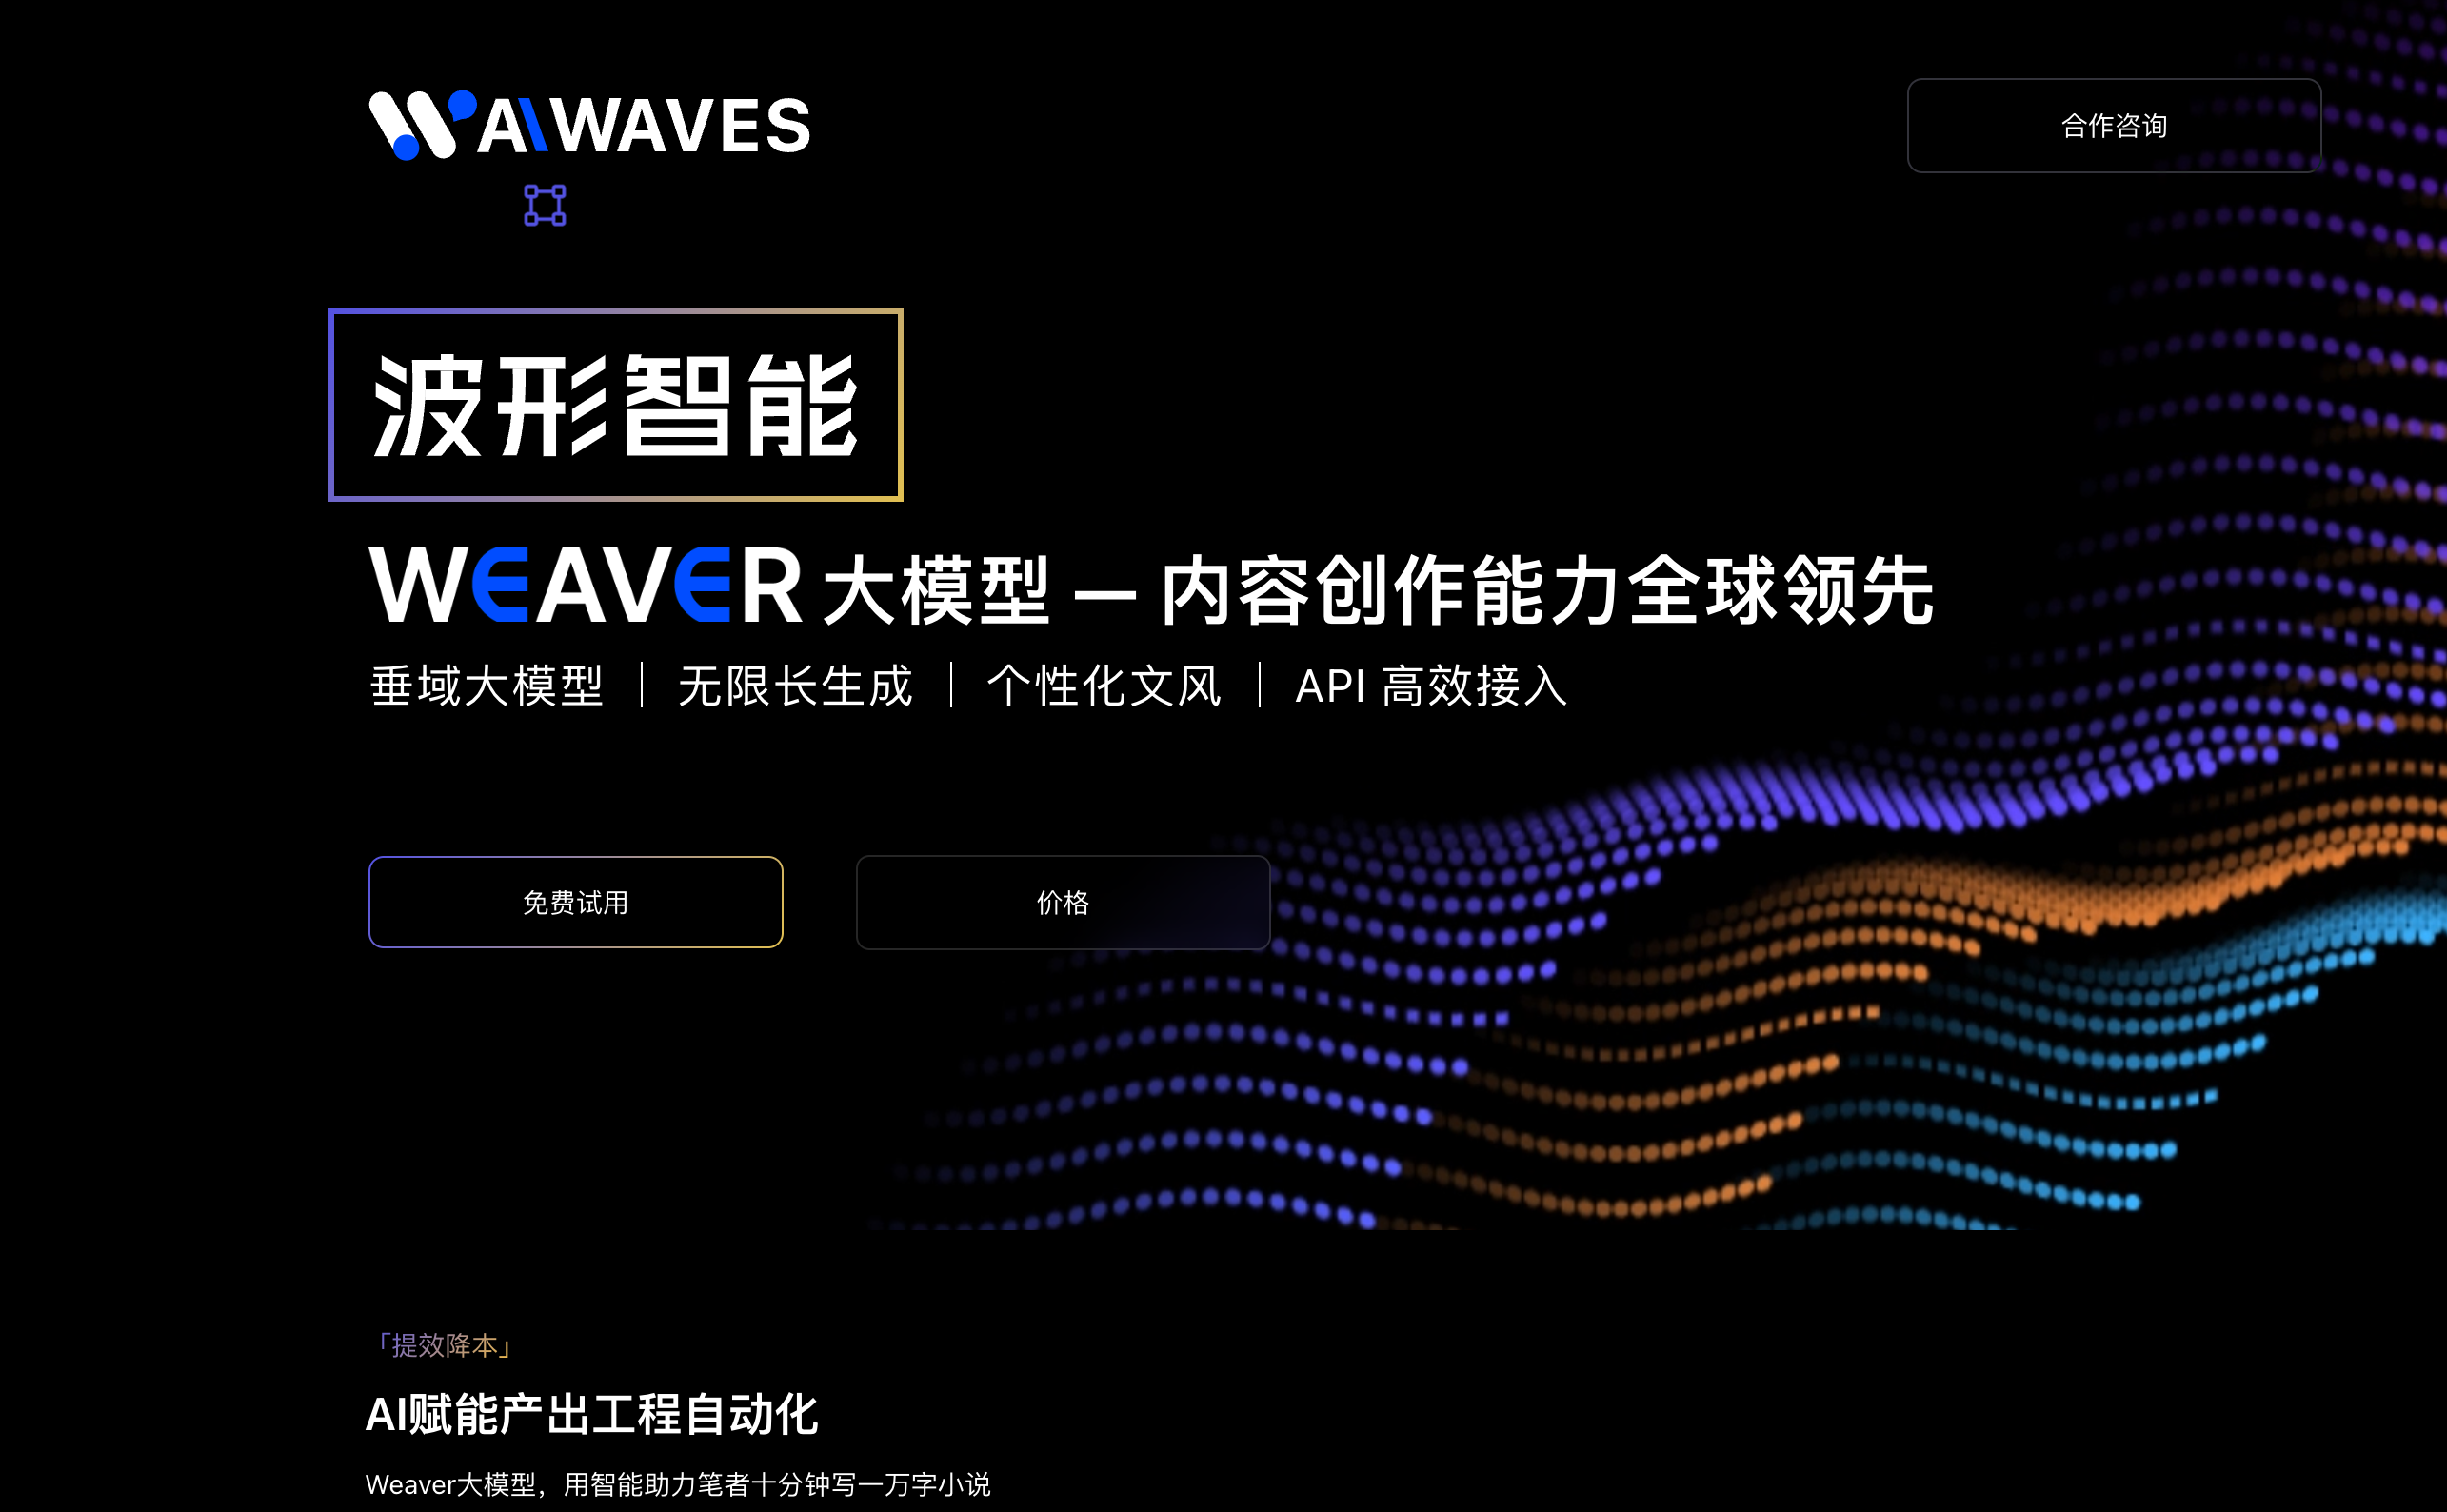 AIWAVES
合作咨询
波形智能
WEAVER 大模型 — 内容创作能力全球领先
垂域大模型 | 无限长生成 | 个性化文风 | API 高效接入
免费试用 价格
「提效降本」
AI赋能产出工程自动化
Weaver大模型，用智能助力笔者十分钟写一万字小说